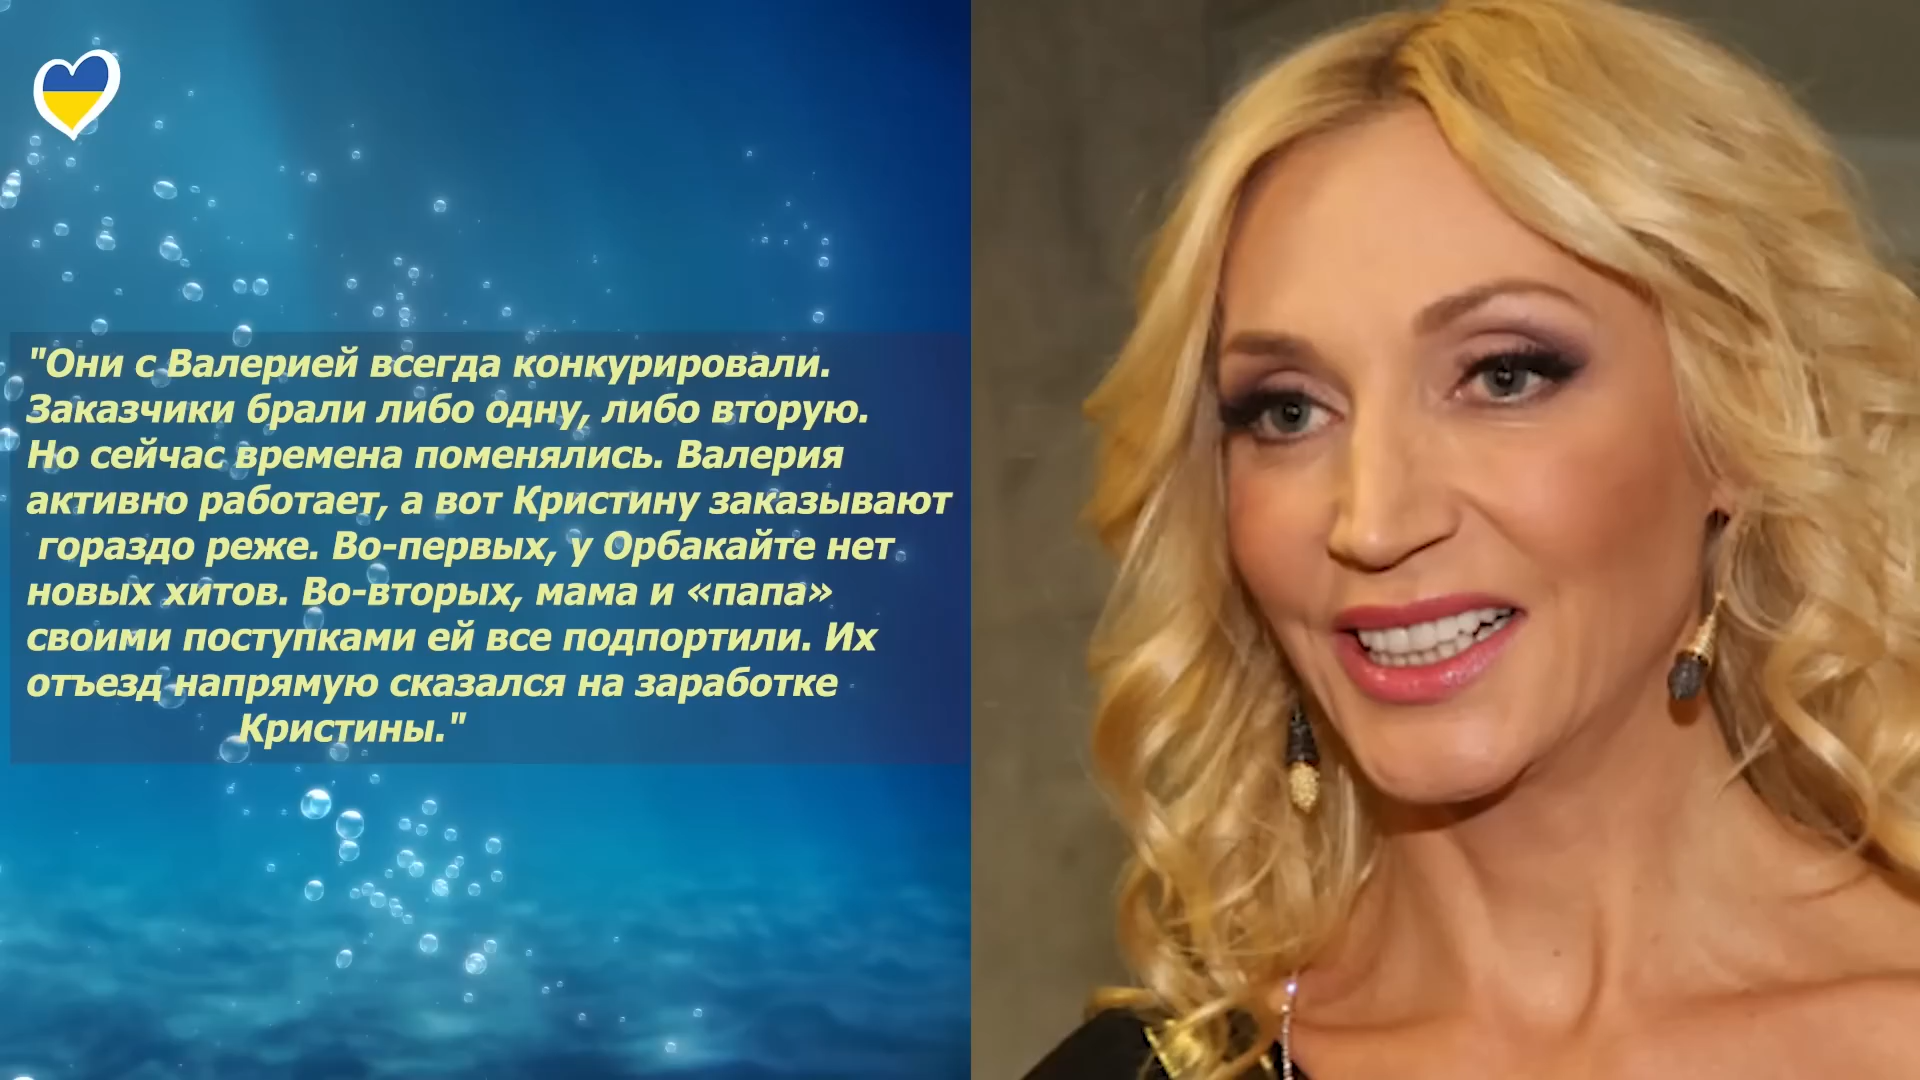 "Они с Валерией всегда конкурировали.
Заказчики брали либо одну, либо вторую.
Но сейчас времена поменялись. Валерия
активно работает, а вот Кристину заказывают
гораздо реже. Во-первых, у Орбакайте нет
новых хитов. Во-вторых, мама и «папа»
своими поступками ей все подпортили. Их
отъезд напрямую сказался на заработке
Кристины."